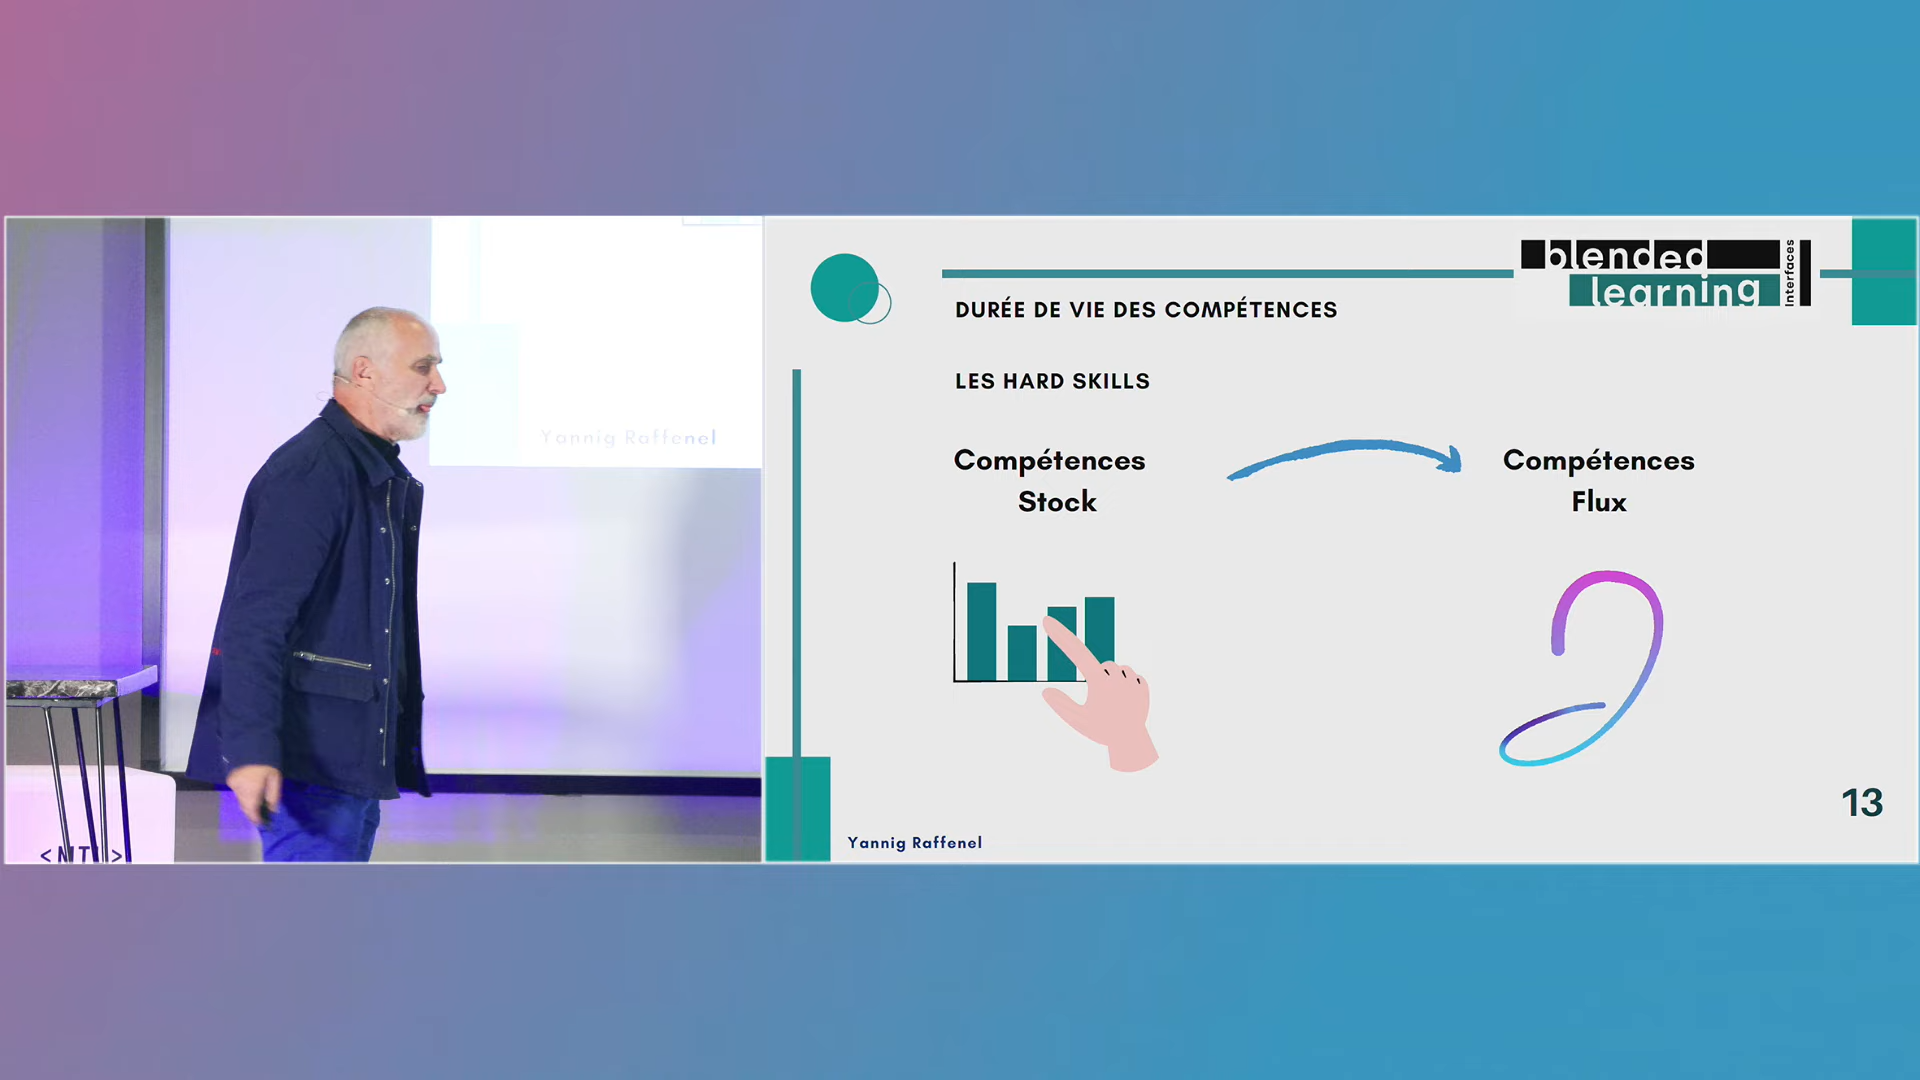 Yannig Raffenel
<MT
>
blended
learning
Interfaces
DURÉE DE VIE DES COMPÉTENCES
LES HARD SKILLS
Compétences
Stock
Compétences
Flux
13
Yannig Raffenel